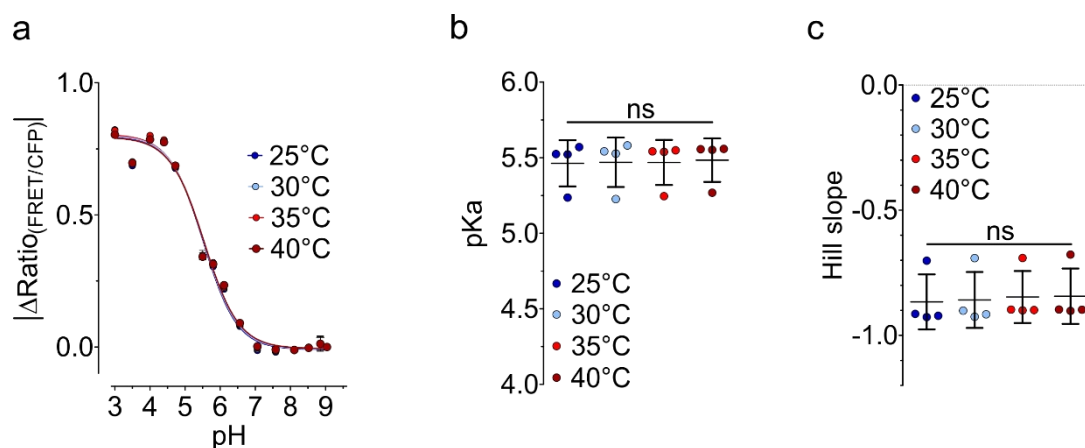 a
|ΔRatio(FRET/CFP)|
1.0
0.5
0.0
25°C
30°C
35°C
40°C
3 4 5 6 7 8 9
pH
b
pKa
6.0
5.5
5.0
4.5
4.0
ns
25°C
30°C
35°C
40°C
c
Hill slope
0.0
-0.5
-1.0
25°C
30°C
35°C
40°C
ns